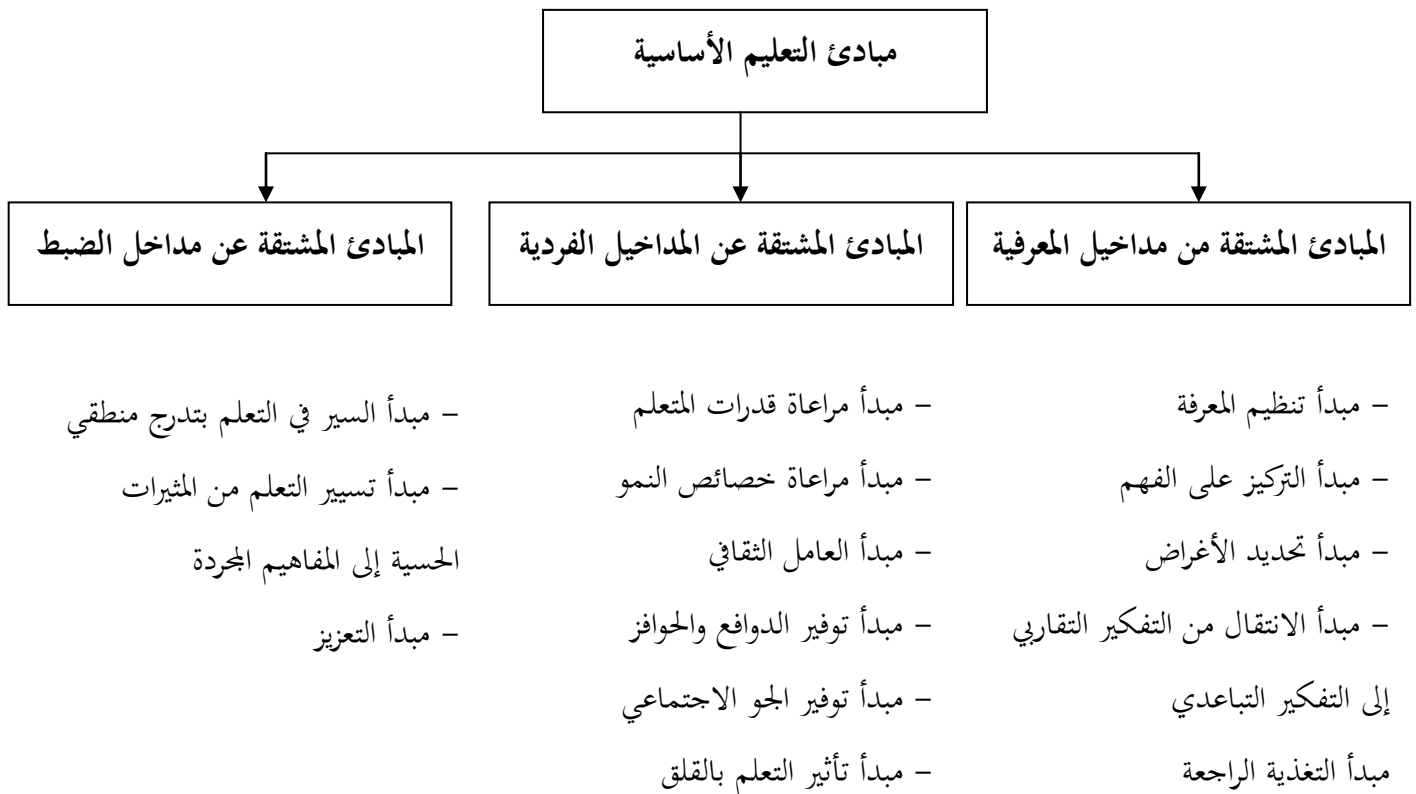 مبادئ التعليم الأساسية
المبادئ المشتقة من مداخيل المعرفية
المبادئ المشتقة عن المداخيل الفردية
المبادئ المشتقة عن مداخل الضبط
– مبدأ تنظيم المعرفة
– مبدأ التركيز على الفهم
– مبدأ تحديد الأغراض
– مبدأ الانتقال من التفكير التقاربي
إلى التفكير التباعدي
مبدأ التغذية الراجعة
– مبدأ مراعاة قدرات المتعلم
– مبدأ مراعاة خصائص النمو
– مبدأ العامل الثقافي
– مبدأ توفير الدوافع والحوافز
– مبدأ توفير الجو الاجتماعي
– مبدأ تأثير التعلم بالقلق
– مبدأ السير في التعلم بتدرج منطقي
– مبدأ تسيير التعلم من المثيرات
الحسية إلى المفاهيم المجردة
– مبدأ التعزيز